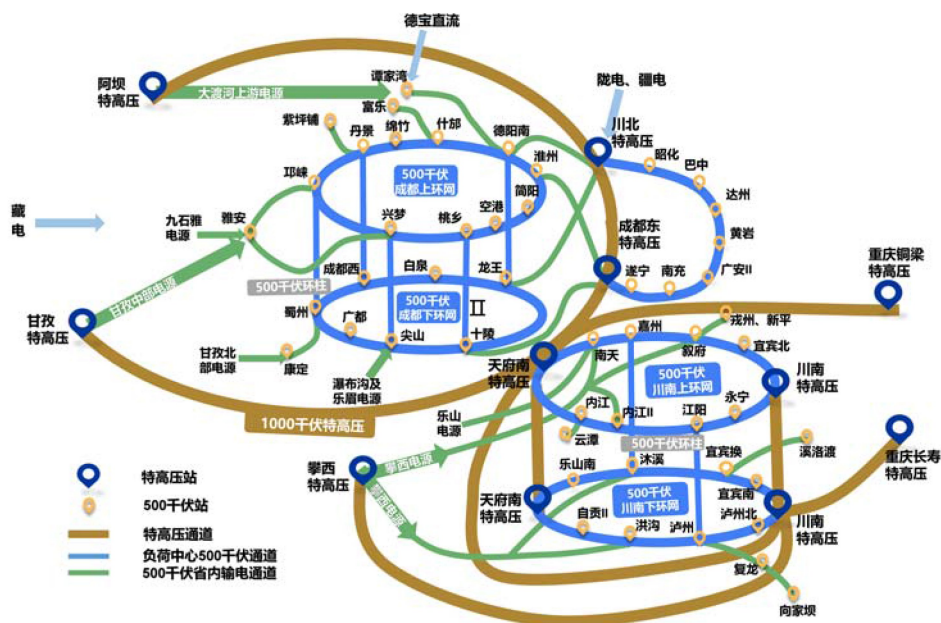 德宝直流
阿坝
特高压
大渡河上游电源
谭家湾
富乐
陇电、疆电
紫坪铺
丹景
绵竹
什邡
德阳南
川北
特高压
昭化
巴中
淮州
邛崃
500千伏
成都上环网
简阳
达州
藏
电
九石雅
电源
雅安
兴梦
桃乡
空港
成都东
特高压
黄岩
重庆铜梁
特高压
甘孜中部电源
成都西
白泉
龙王
遂宁
南充
广安II
500千伏环柱
蜀州
500千伏
成都下环网
II
甘孜
特高压
广都
尖山
十陵
戎州、新平
嘉州
叙府
宜宾北
甘孜北
部电源
康定
天府南
特高压
南天
500千伏
川南上环网
川南
特高压
瀑布沟及
乐眉电源
乐山
电源
内江
内江II
江阳
永宁
1000千伏特高压
云潭
500千伏环柱
宜宾换
溪洛渡
重庆长寿
特高压
攀西
特高压
攀西电源
攀西电源
乐山南
沐溪
天府南
特高压
500千伏
川南下环网
宜宾南
泸州北
川南
特高压
自贡II
洪沟
泸州
复龙
向家坝
特高压站
500千伏站
特高压通道
负荷中心500千伏通道
500千伏省内输电通道